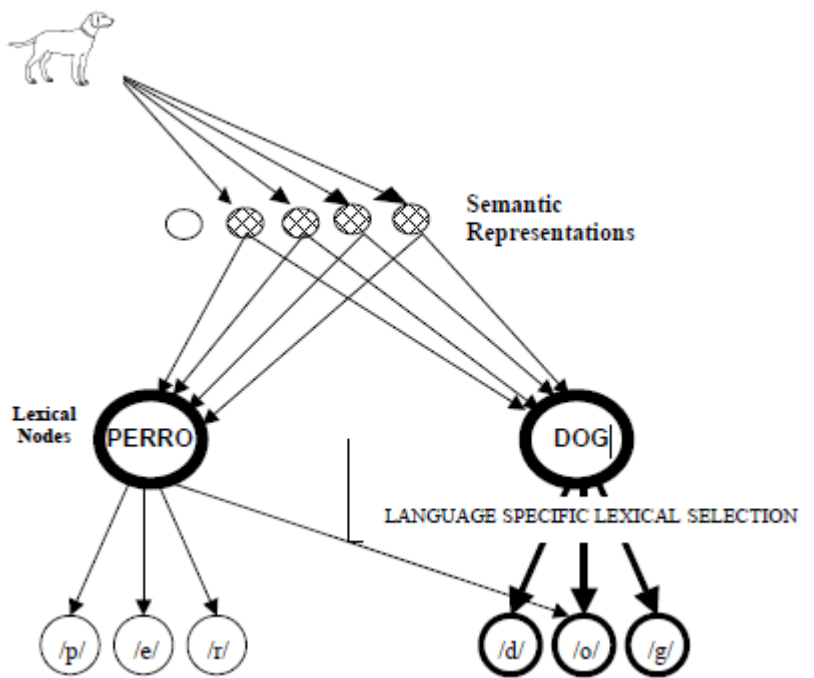 Semantic
Representations
Lexical
Nodes
PERRO
DOG
LANGUAGE SPECIFIC LEXICAL SELECTION
/p/ /e/ /r/ /d/ /o/ /g/